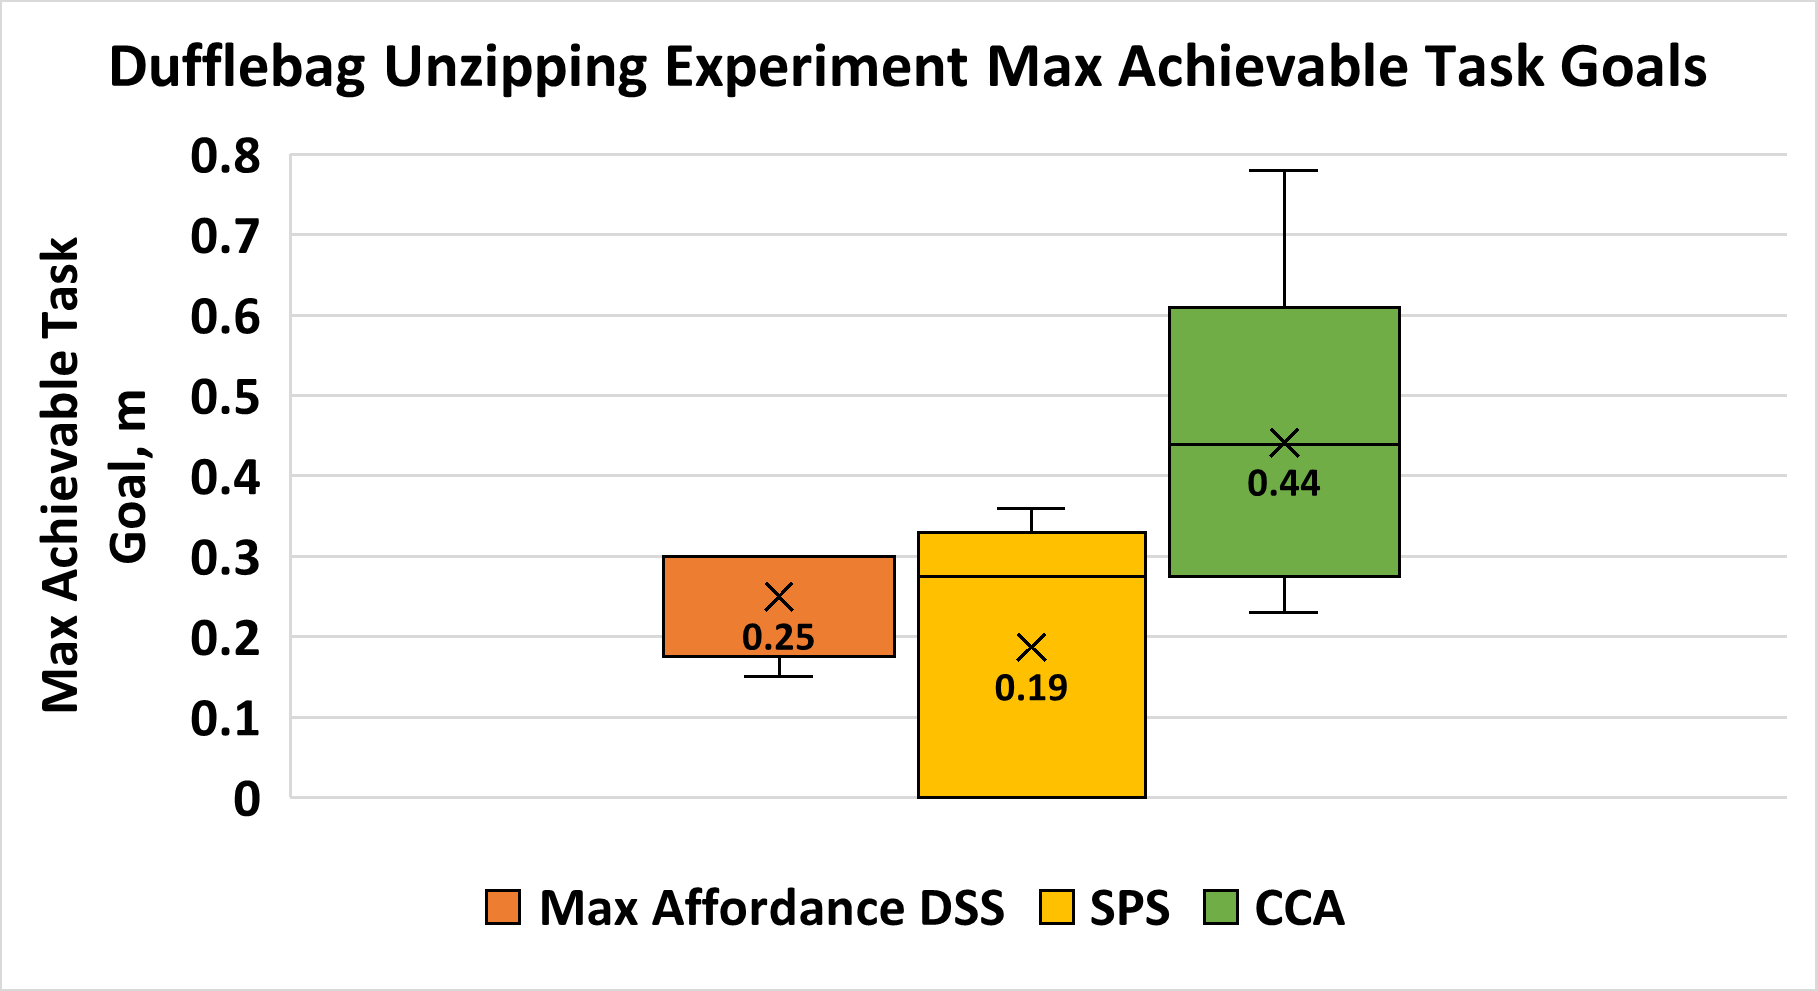 Dufflebag Unzipping Experiment Max Achievable Task Goals
Max Achievable Task
Goal, m
0.8
0.7
0.6
0.5
0.4
0.3
0.2
0.1
0
0.25
0.19
0.44
Max Affordance DSS
SPS
CCA